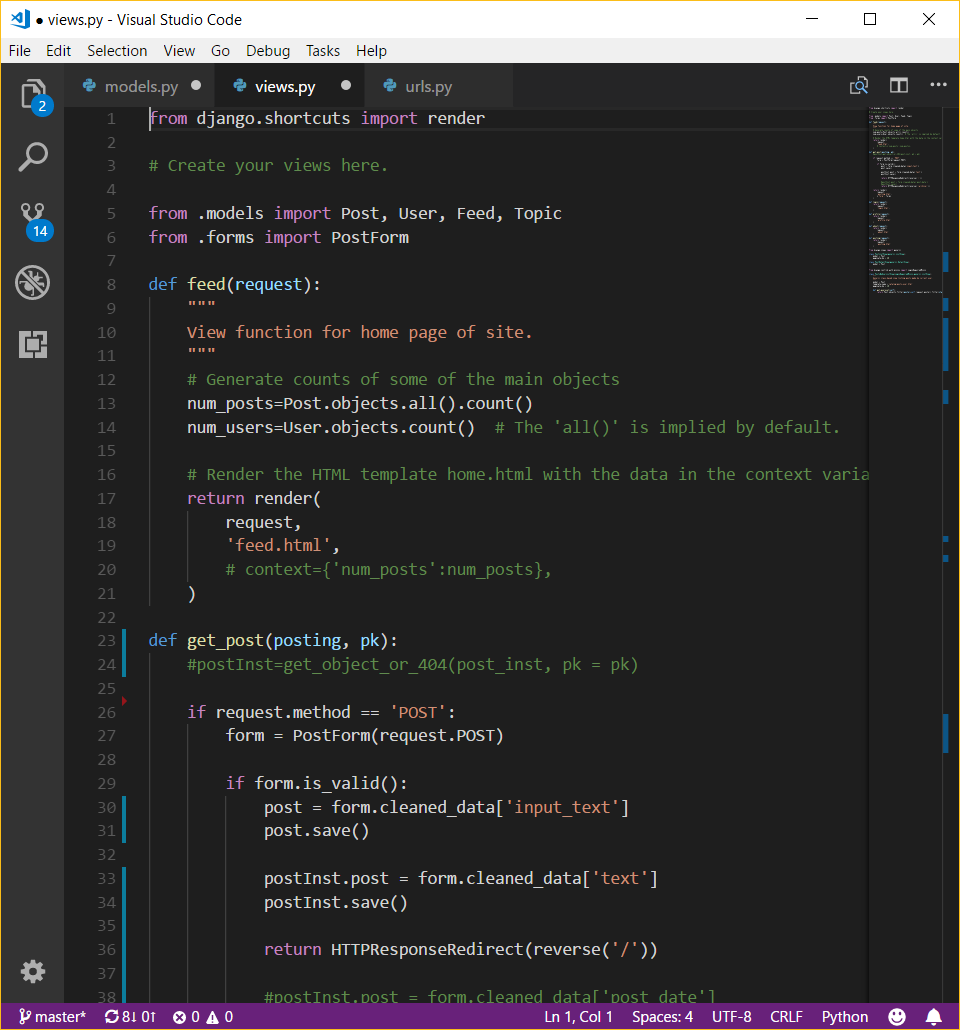 ● views.py - Visual Studio Code
File Edit Selection View Go Debug Tasks Help
models.py ● views.py ● urls.py
2
14
1 from django.shortcuts import render
2
3 # Create your views here.
4
5 from .models import Post, User, Feed, Topic
6 from .forms import PostForm
7
8 def feed(request):
9 """
10 View function for home page of site.
11 """
12 # Generate counts of some of the main objects
13 num_posts=Post.objects.all().count()
14 num_users=User.objects.count()  # The 'all()' is implied by default.
15
16 # Render the HTML template home.html with the data in the context varia
17 return render(
18 request,
19 'feed.html',
20 # context={'num_posts':num_posts},
21 )
22
23 def get_post(posting, pk):
24 #postInst=get_object_or_404(post_inst, pk = pk)
25
26 if request.method == 'POST':
27 form = PostForm(request.POST)
28
29 if form.is_valid():
30 post = form.cleaned_data['input_text']
31 post.save()
32
33 postInst.post = form.cleaned_data['text']
34 postInst.save()
35
36 return HTTPResponseRedirect(reverse('/'))
37
38 #postInst.post = form.cleaned_data['post_date']
master* 8↓ 0↑ 0 0 Ln 1, Col 1 Spaces: 4 UTF-8 CRLF Python